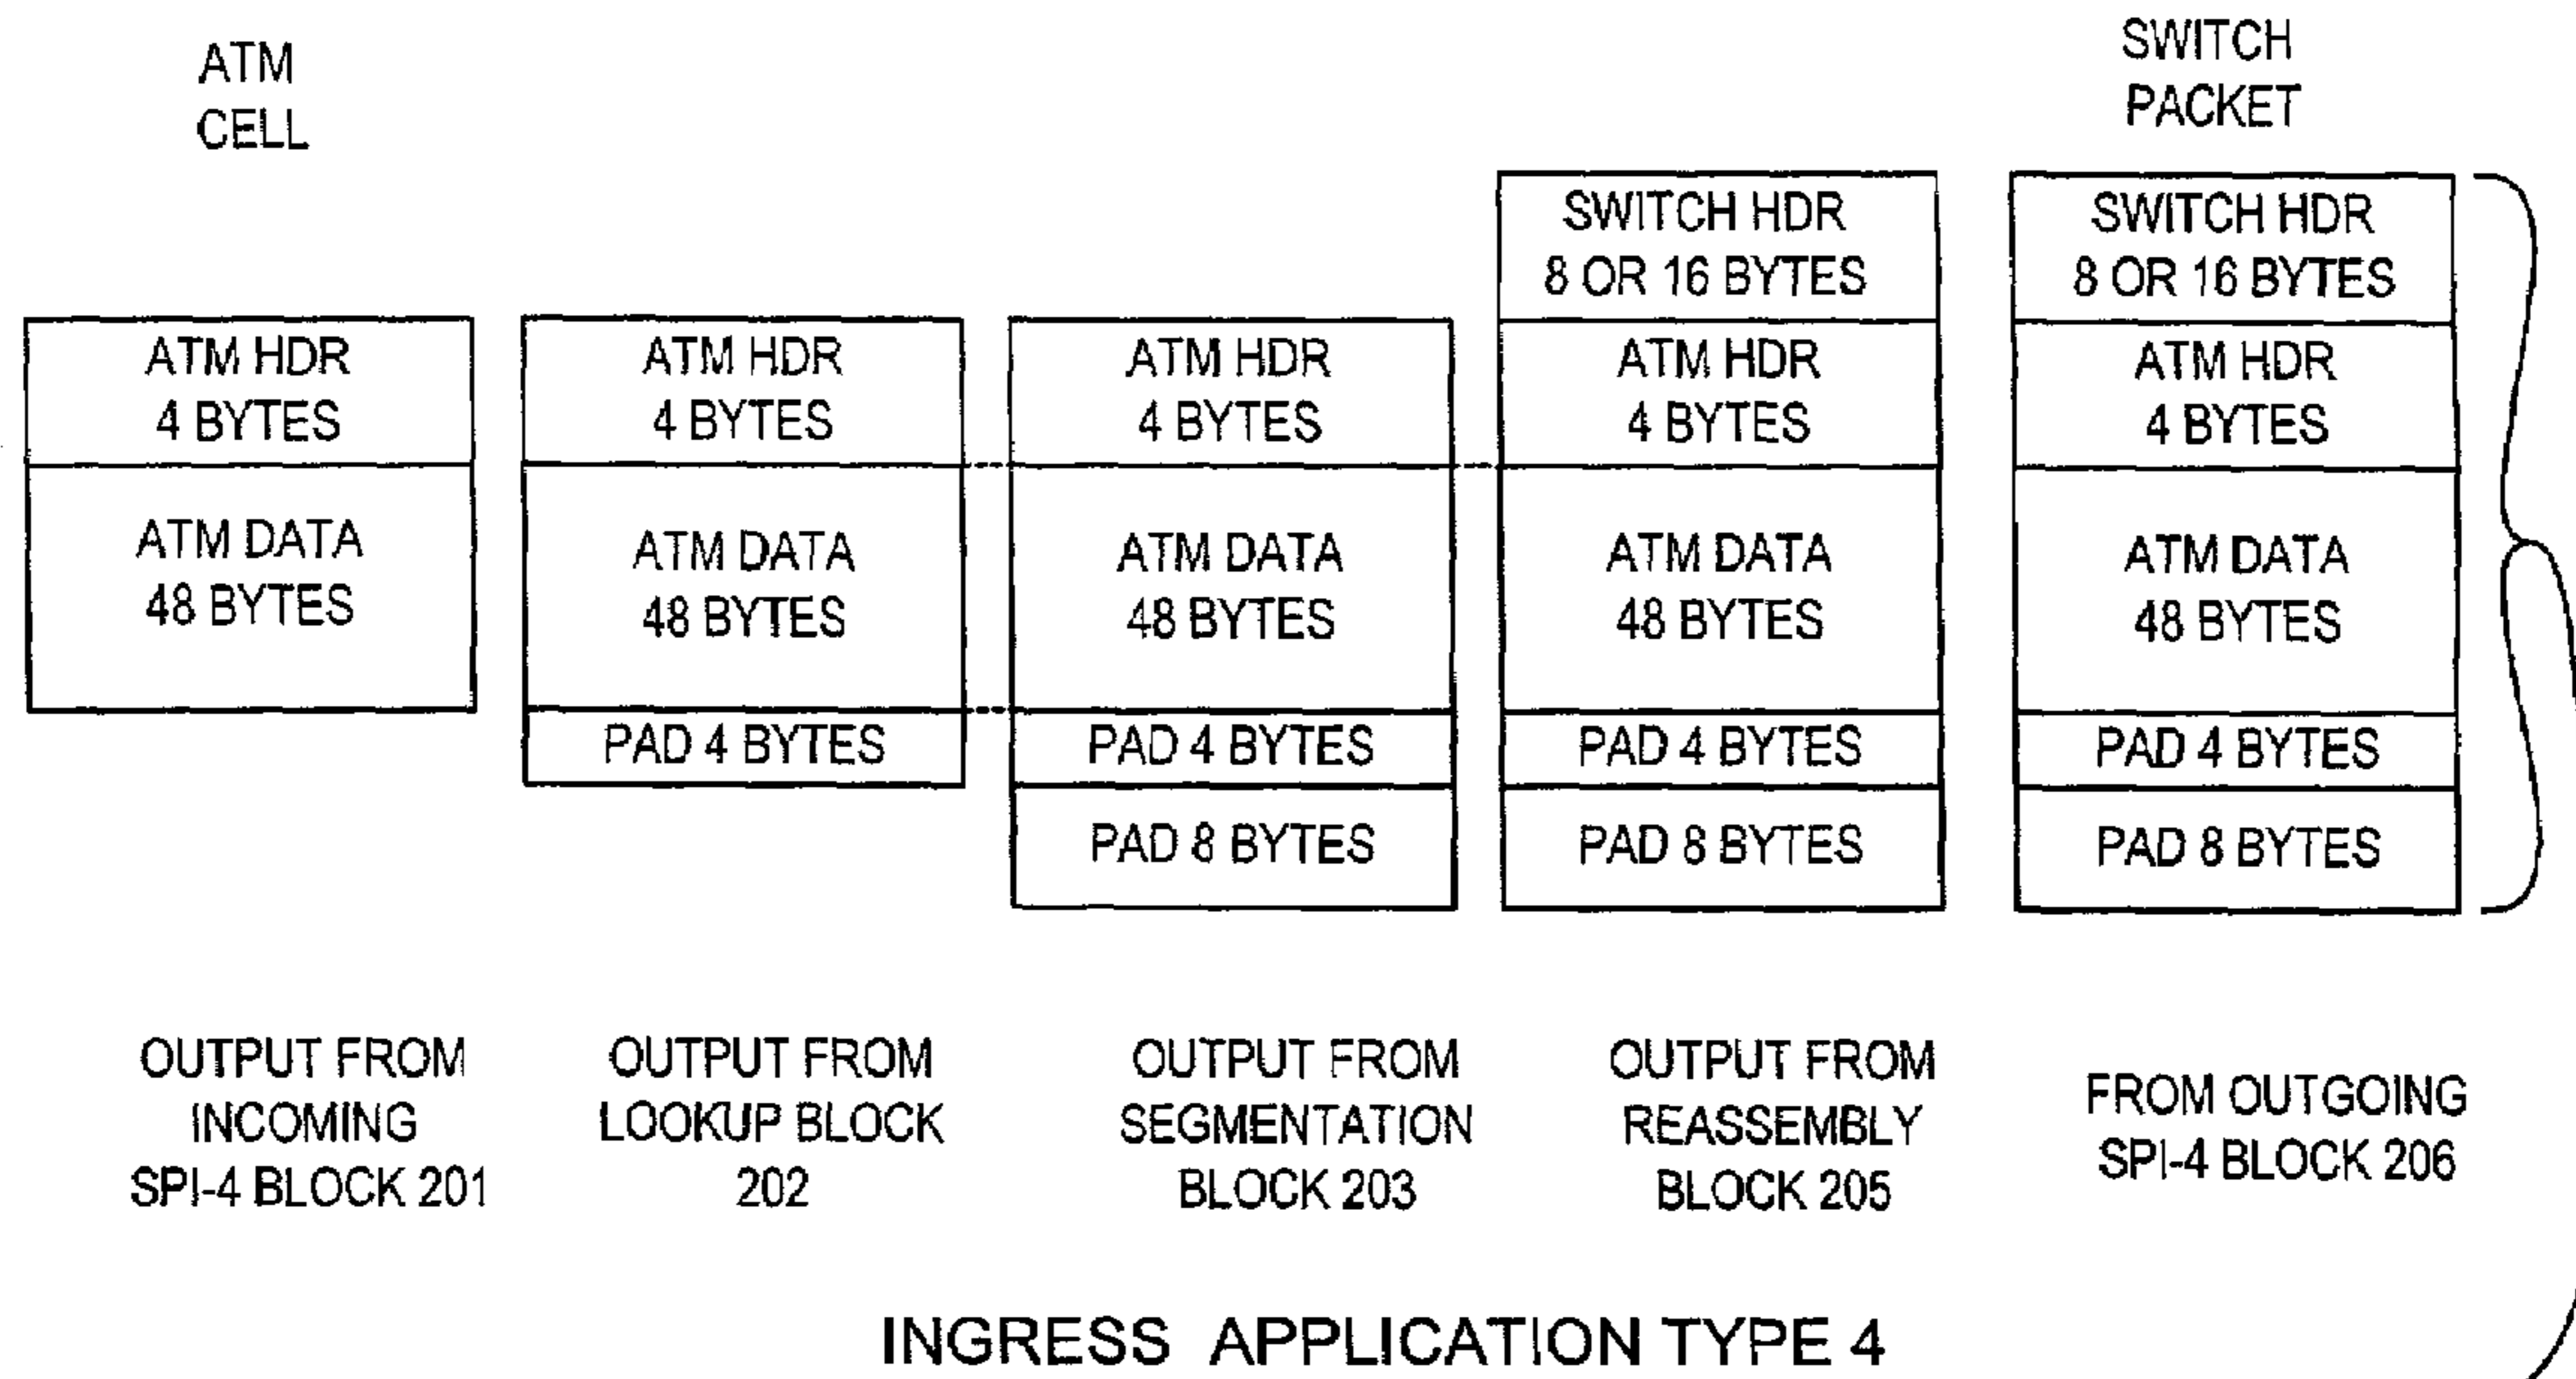 ATM
CELL
SWITCH
PACKET
ATM HDR
4 BYTES
ATM DATA
48 BYTES
ATM HDR
4 BYTES
ATM DATA
48 BYTES
PAD 4 BYTES
ATM HDR
4 BYTES
ATM DATA
48 BYTES
PAD 4 BYTES
PAD 8 BYTES
SWITCH HDR
8 OR 16 BYTES
ATM HDR
4 BYTES
ATM DATA
48 BYTES
PAD 4 BYTES
PAD 8 BYTES
SWITCH HDR
8 OR 16 BYTES
ATM HDR
4 BYTES
ATM DATA
48 BYTES
PAD 4 BYTES
PAD 8 BYTES
OUTPUT FROM
INCOMING
SPI-4 BLOCK 201
OUTPUT FROM
LOOKUP BLOCK
202
OUTPUT FROM
SEGMENTATION
BLOCK 203
OUTPUT FROM
REASSEMBLY
BLOCK 205
FROM OUTGOING
SPI-4 BLOCK 206
INGRESS APPLICATION TYPE 4